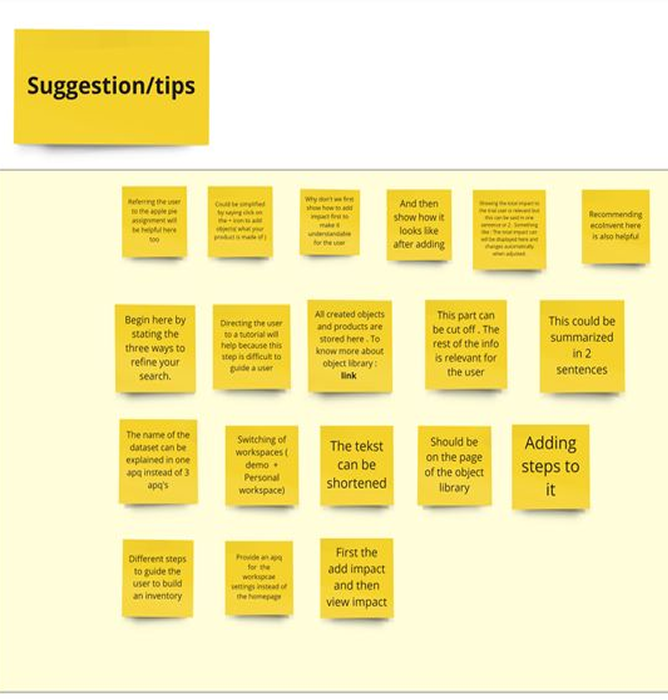 Suggestion/tips
Referring the user
to the apple pie
assignment will
be helpful here
too
Could be simplified
by saying click on
the + icon to add
objects( what your
product is made of )
Why don't we first
show how to add
impact first to
make it
understandable
for the user
And then
show how it
looks like
after adding
Showing the total impact to
the trial user is relevant but
this can be said in one
sentence or 2 . Something
like : The total impact can
will be displayed here and
changes automatically
when adjusted
Recommending
ecoinvent here
is also helpful
Begin here by
stating the
three ways to
refine your
search.
Directing the user
to a tutorial will
help because this
step is difficult to
guide a user
All created objects
and products are
stored here . To
know more about
object library :
link
This part can
be cut off . The
rest of the info
is relevant for
the user
This could be
summarized
in 2
sentences
The name of the
dataset can be
explained in one
apq instead of 3
apq's
Switching of
workspaces (
demo +
Personal
workspace)
The tekst
can be
shortened
Should be
on the page
of the object
library
Adding
steps to
it
Different steps
to guide the
user to build
an inventory
Provide an apq
for the
workspcae
settings instead of
the homepage
First the
add impact
and then
view impact